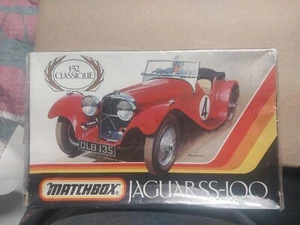 1:32
CLASSIQUE
4
DLB 135
MATCHBOX
JAGUAR SS-100